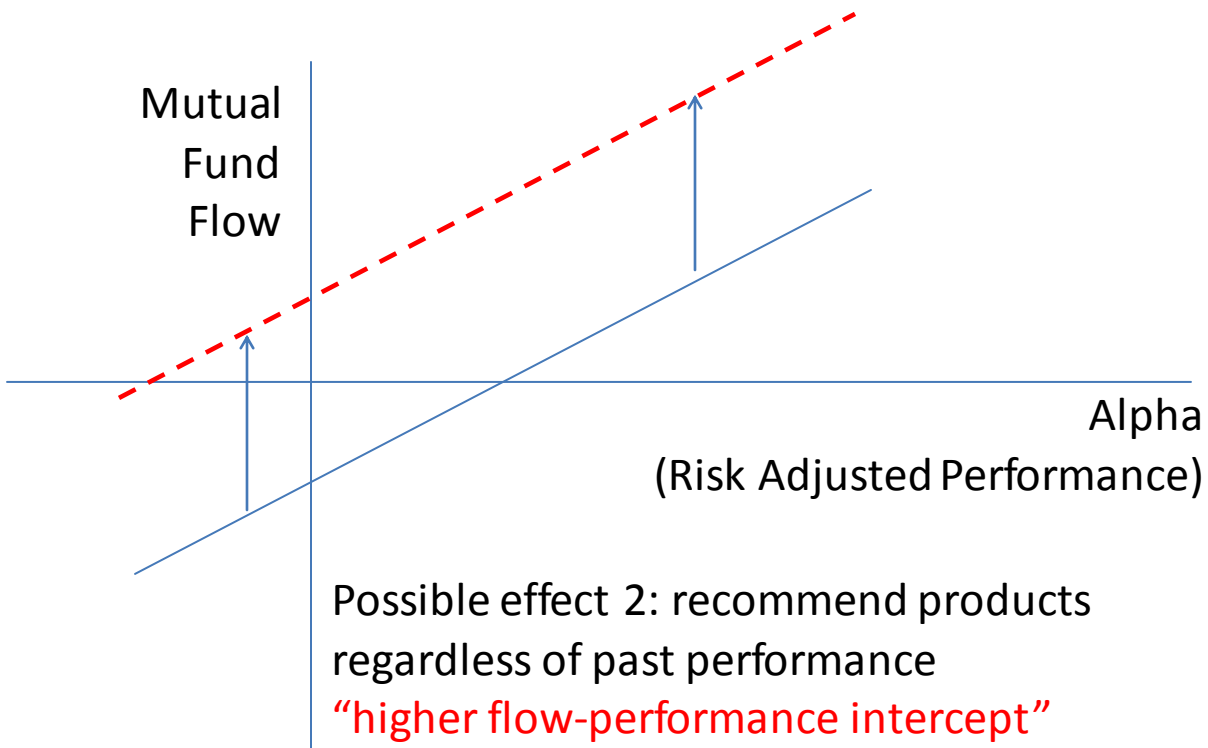 Mutual
Fund
Flow
Alpha
(Risk Adjusted Performance)
Possible effect 2: recommend products
regardless of past performance
“higher flow-performance intercept”